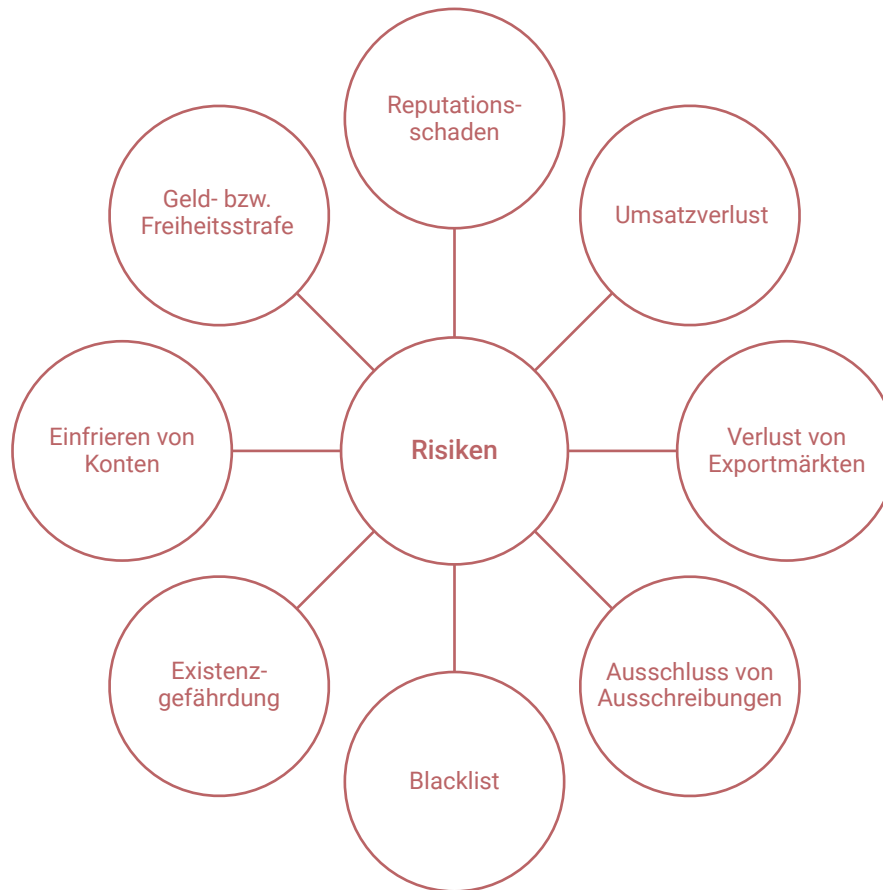 Reputations-
schaden
Geld- bzw.
Freiheitsstrafe
Umsatzverlust
Einfrieren von
Konten
Risiken
Verlust von
Exportmärkten
Existenz-
gefährdung
Ausschluss von
Ausschreibungen
Blacklist